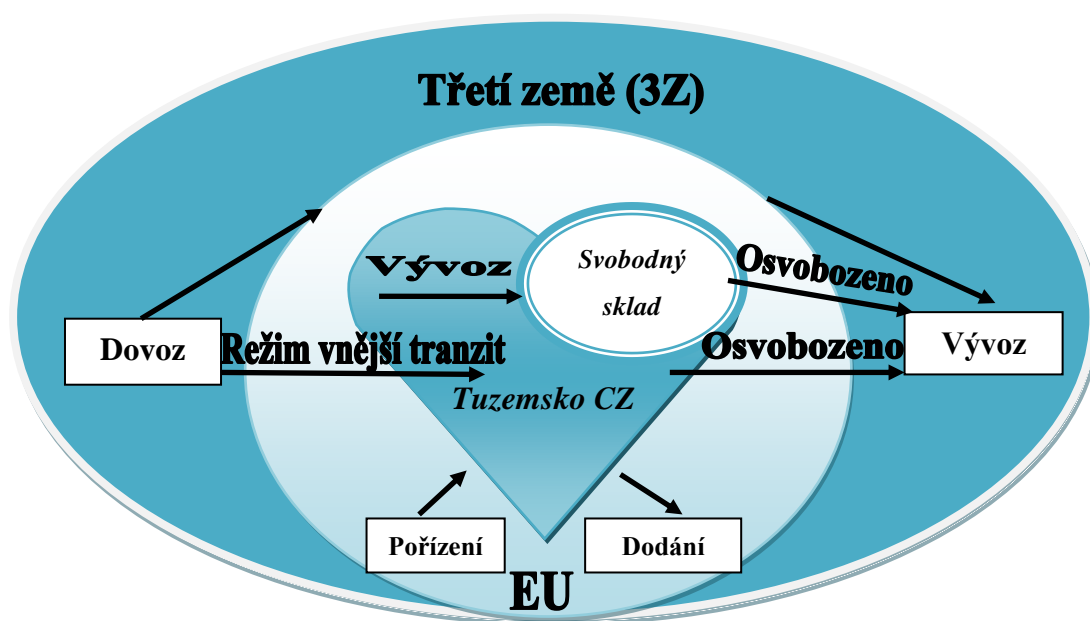 Třetí země (3Z)
Vývoz
Svobodný
sklad
Osvobozeno
Dovoz
Režim vnější tranzit
Osvobozeno
Vývoz
Tuzemsko CZ
Pořízení
Dodání
EU